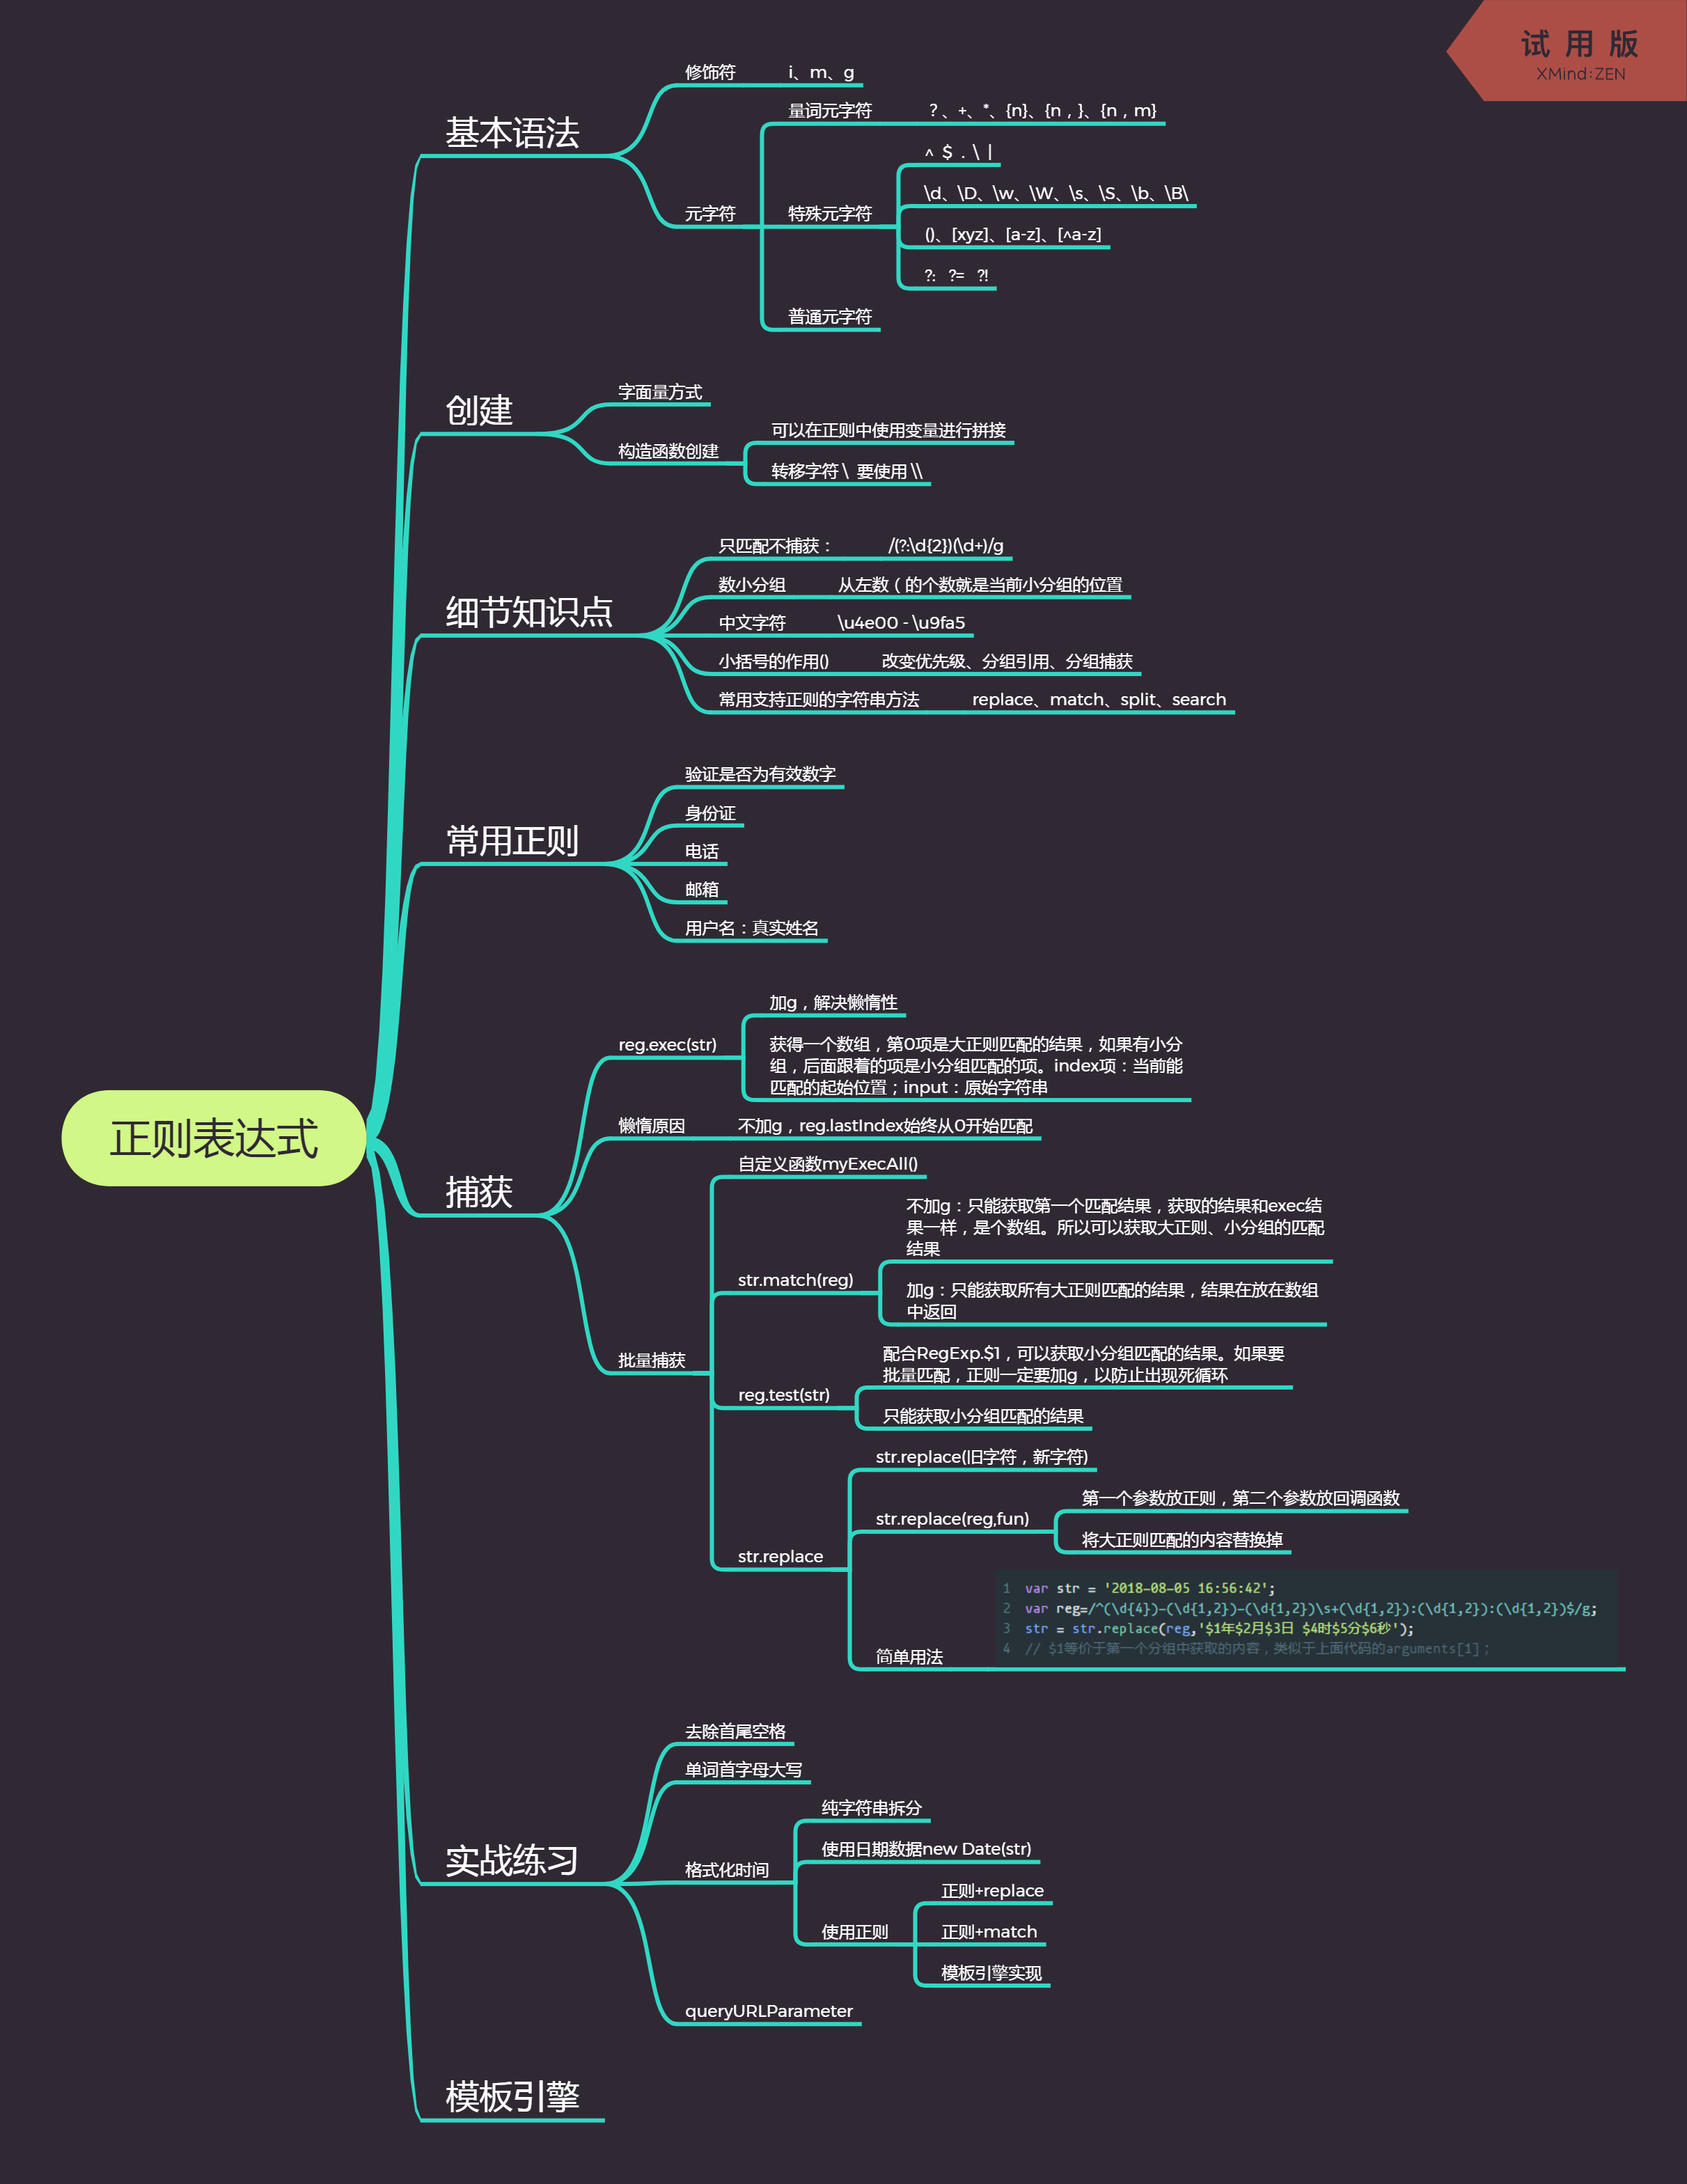 试用版
XMind:ZEN
正则表达式
基本语法
修饰符
i、m、g
元字符
量词元字符
?、+、*、{n}、{n,}、{n,m}
特殊元字符
^ $ . \ |
\d、\D、\w、\W、\s、\S、\b、\B\
()、[xyz]、[a-z]、[^a-z]
?: ?= ?!
普通元字符
创建
字面量方式
构造函数创建
可以在正则中使用变量进行拼接
转移字符 \ 要使用 \\
细节知识点
只匹配不捕获:
/(?:\d{2})(\d+)/g
数小分组
从左数 ( 的个数就是当前小分组的位置
中文字符
\u4e00 - \u9fa5
小括号的作用()
改变优先级、分组引用、分组捕获
常用支持正则的字符串方法
replace、match、split、search
常用正则
验证是否为有效数字
身份证
电话
邮箱
用户名:真实姓名
捕获
reg.exec(str)
加g,解决懒惰性
获得一个数组,第0项是大正则匹配的结果,如果有小分
组,后面跟着的项是小分组匹配的项。index项:当前能
匹配的起始位置;input:原始字符串
懒惰原因
不加g,reg.lastIndex始终从0开始匹配
批量捕获
自定义函数myExecAll()
str.match(reg)
不加g:只能获取第一个匹配结果,获取的结果和exec结
果一样,是个数组。所以可以获取大正则、小分组的匹配
结果
加g:只能获取所有大正则匹配的结果,结果在放在数组
中返回
reg.test(str)
配合RegExp.$1,可以获取小分组匹配的结果。如果要
批量匹配,正则一定要加g,以防止出现死循环
只能获取小分组匹配的结果
str.replace
str.replace(旧字符,新字符)
str.replace(reg,fun)
第一个参数放正则,第二个参数放回调函数
将大正则匹配的内容替换掉
简单用法
1 var str = '2018-08-05 16:56:42';
2 var reg=/^(\d{4})-(\d{1,2})-(\d{1,2})\s+(\d{1,2}):(\d{1,2}):(\d{1,2})$/g;
3 str = str.replace(reg,'$1年$2月$3日 $4时$5分$6秒');
4 // $1等价于第一个分组中获取的内容,类似于上面代码的arguments[1];
实战练习
去除首尾空格
单词首字母大写
格式化时间
纯字符串拆分
使用日期数据new Date(str)
使用正则
正则+replace
正则+match
模板引擎实现
queryURLParameter
模板引擎